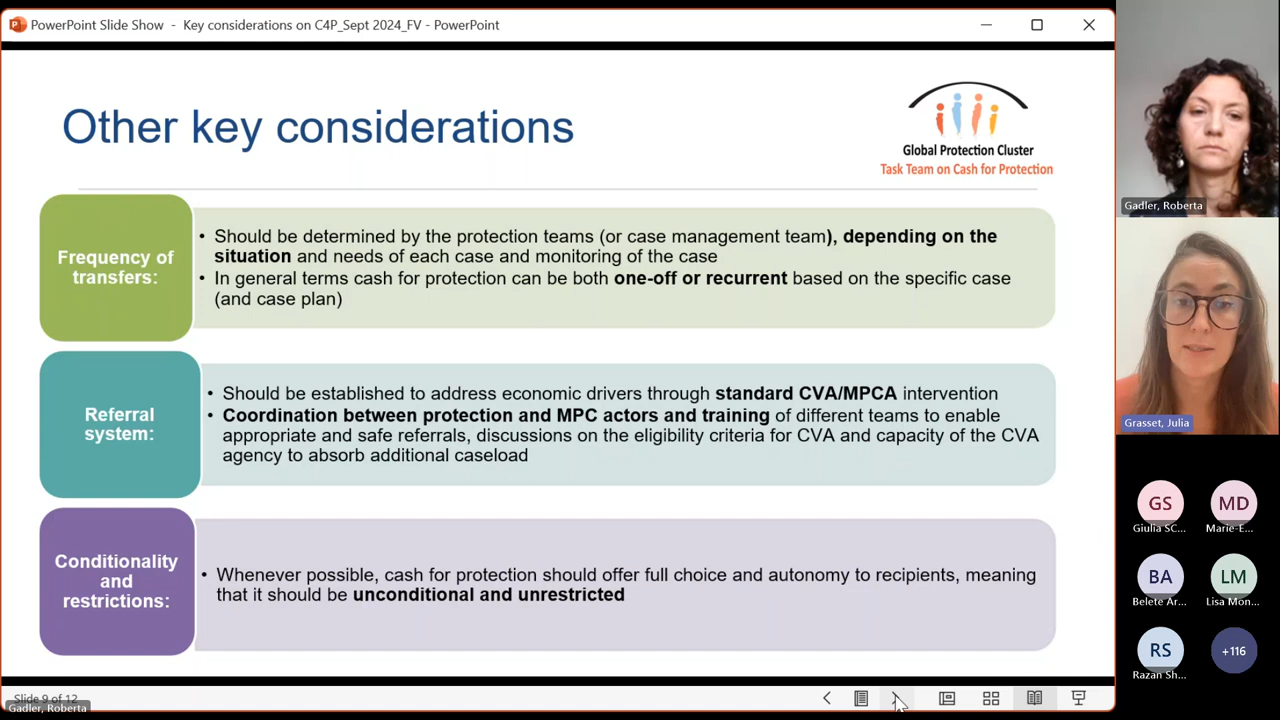 PowerPoint Slide Show - Key considerations on C4P_Sept 2024_FV - PowerPoint
Other key considerations
Global Protection Cluster
Task Team on Cash for Protection
Frequency of
transfers:
• Should be determined by the protection teams (or case management team), depending on the
situation and needs of each case and monitoring of the case
• In general terms cash for protection can be both one-off or recurrent based on the specific case
(and case plan)
Referral
system:
• Should be established to address economic drivers through standard CVA/MPCA intervention
• Coordination between protection and MPC actors and training of different teams to enable
appropriate and safe referrals, discussions on the eligibility criteria for CVA and capacity of the CVA
agency to absorb additional caseload
Conditionality
and
restrictions:
• Whenever possible, cash for protection should offer full choice and autonomy to recipients, meaning
that it should be unconditional and unrestricted
Slide 9 of 12
Gadler, Roberta
Gadler, Roberta
Grasset, Julia
GS
Giulia SC...
MD
Marie-E...
BA
Belete Ar...
LM
Lisa Mon...
RS
Razan Sh...
+116